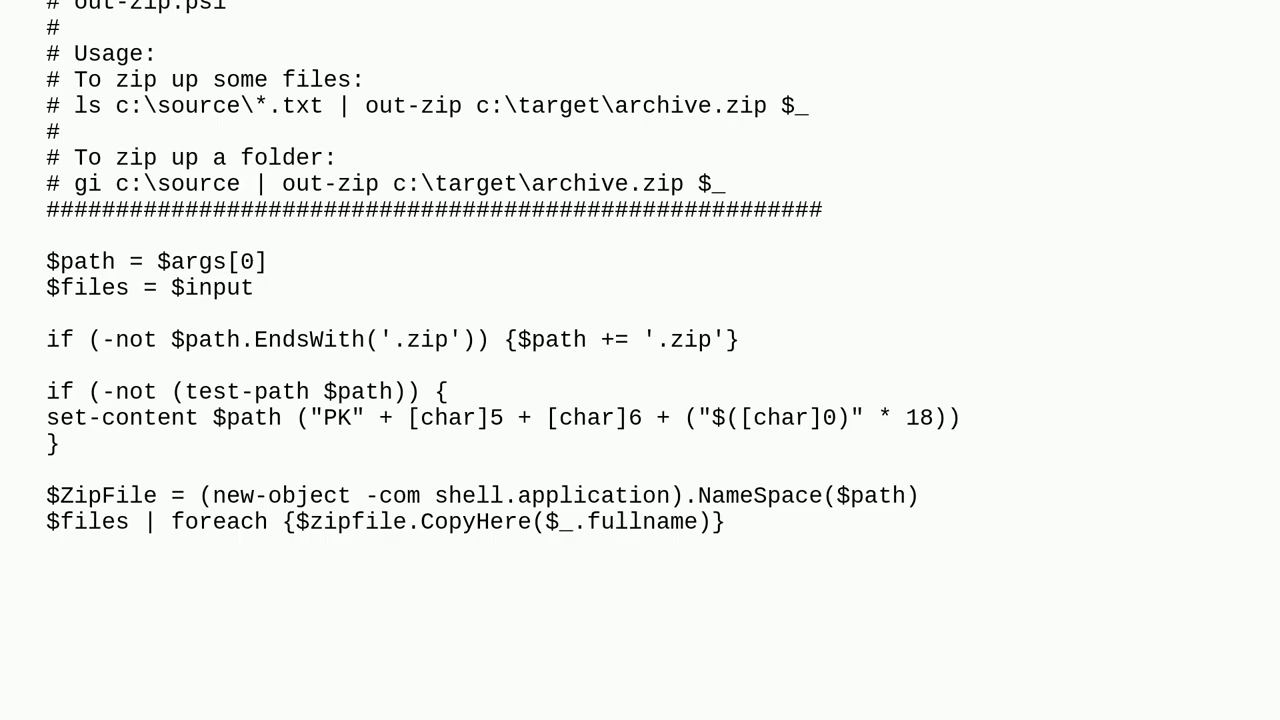 # out-zip.ps1
#
# Usage:
# To zip up some files:
# ls c:\source\*.txt | out-zip c:\target\archive.zip $_
#
# To zip up a folder:
# gi c:\source | out-zip c:\target\archive.zip $_
########################################################
$path = $args[0]
$files = $input
if (-not $path.EndsWith('.zip')) {$path += '.zip'}
if (-not (test-path $path)) {
set-content $path ("PK" + [char]5 + [char]6 + ("$([char]0)" * 18))
}
$ZipFile = (new-object -com shell.application).NameSpace($path)
$files | foreach {$zipfile.CopyHere($_.fullname)}